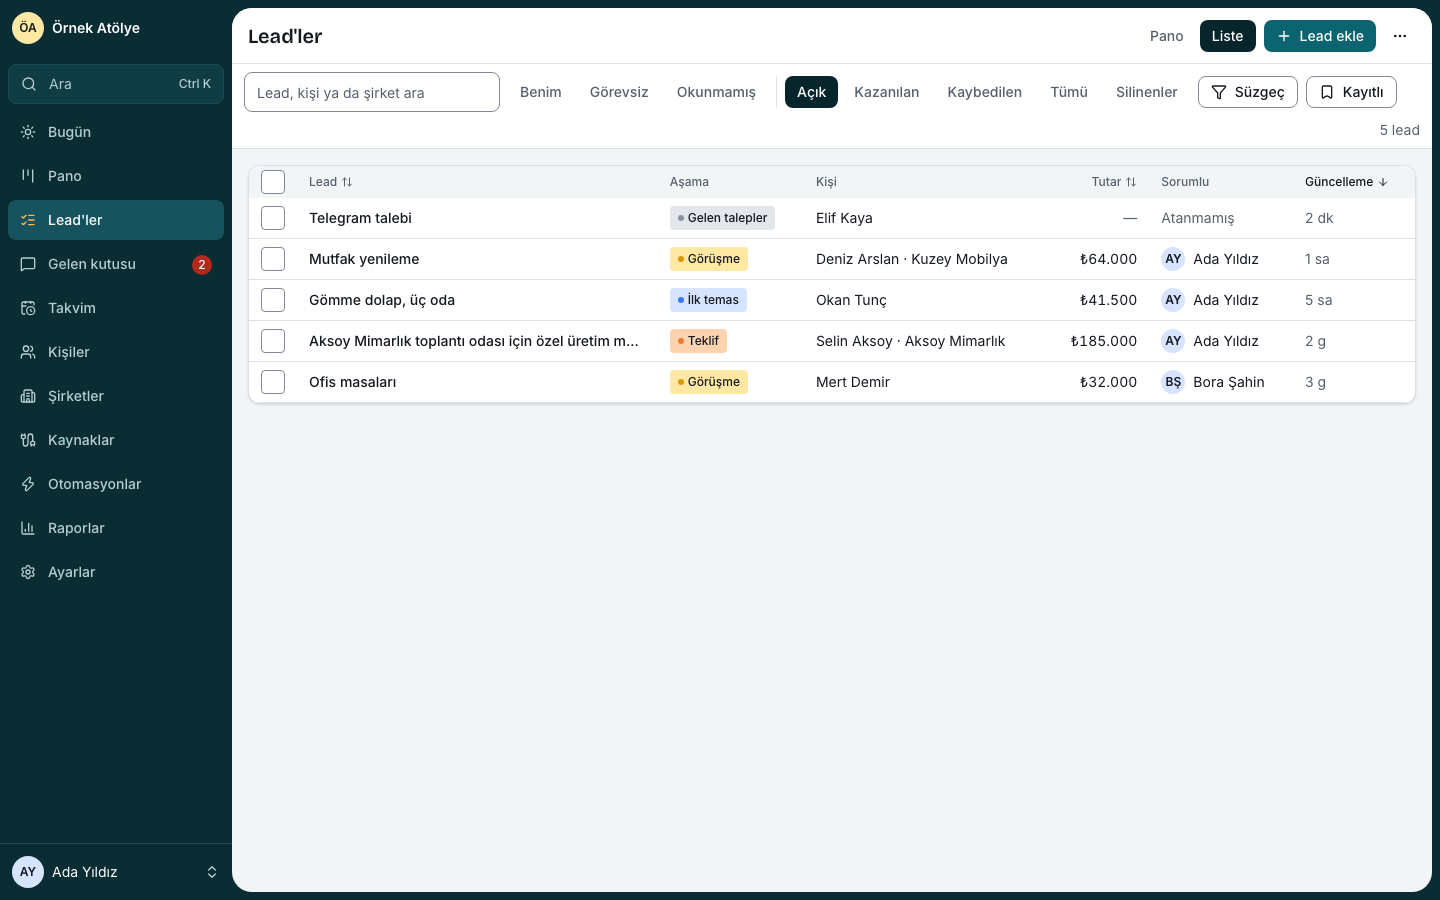 ÖA Örnek Atölye
Ara Ctrl K
Bugün
Pano
Lead'ler
Gelen kutusu 2
Takvim
Kişiler
Şirketler
Kaynaklar
Otomasyonlar
Raporlar
Ayarlar
AY Ada Yıldız
Lead'ler Pano Liste Lead ekle
Lead, kişi ya da şirket ara Benim Görevsiz Okunmamış Açık Kazanılan Kaybedilen Tümü Silinenler Süzgeç Kayıtlı
5 lead
Lead Aşama Kişi Tutar Sorumlu Güncelleme
Telegram talebi Gelen talepler Elif Kaya — Atanmamış 2 dk
Mutfak yenileme Görüşme Deniz Arslan · Kuzey Mobilya ₺64.000 AY Ada Yıldız 1 sa
Gömme dolap, üç oda İlk temas Okan Tunç ₺41.500 AY Ada Yıldız 5 sa
Aksoy Mimarlık toplantı odası için özel üretim m... Teklif Selin Aksoy · Aksoy Mimarlık ₺185.000 AY Ada Yıldız 2 g
Ofis masaları Görüşme Mert Demir ₺32.000 BŞ Bora Şahin 3 g